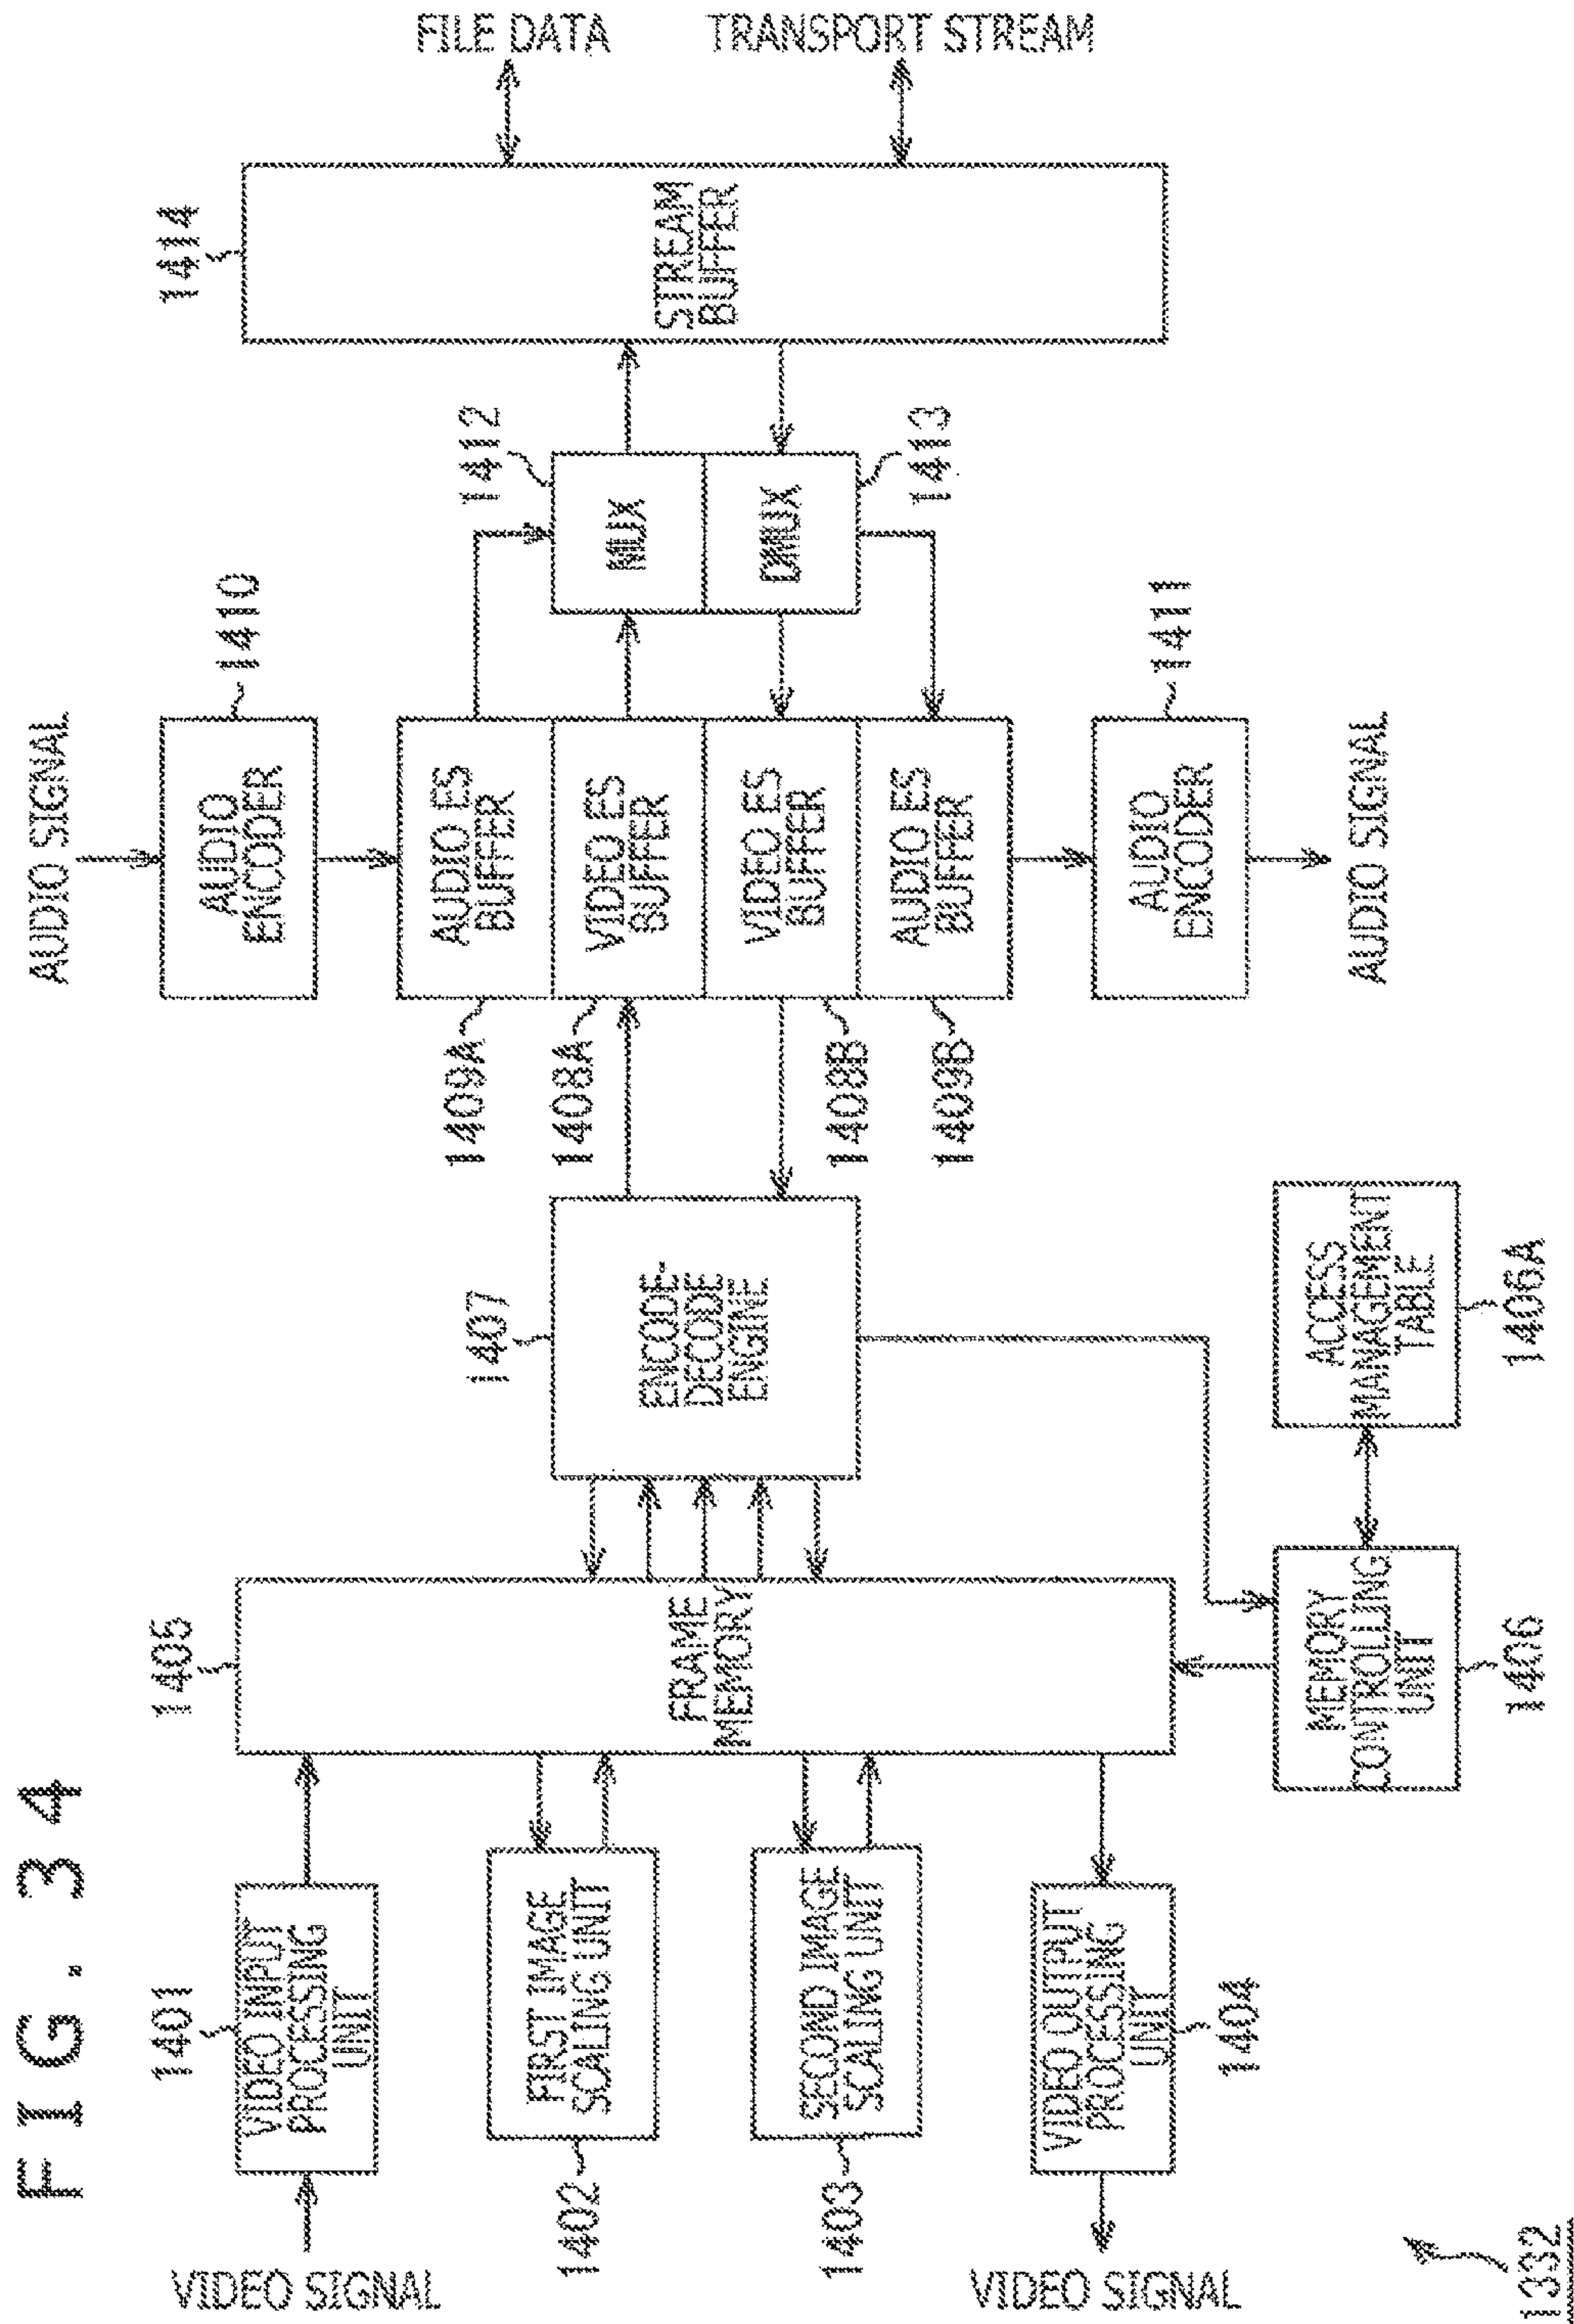 FIG. 34
VIDEO SIGNAL
1401
VIDEO INPUT
PROCESSING
UNIT
FIRST IMAGE
SCALING UNIT
1402
SECOND IMAGE
SCALING UNIT
1403
VIDEO OUTPUT
PROCESSING
UNIT
1404
VIDEO SIGNAL
1332
1405
FRAME
MEMORY
MEMORY
CONTROLLING
UNIT
1406
ACCESS
MANAGEMENT
TABLE
1406A
1407
ENCODE-
DECODE
ENGINE
AUDIO SIGNAL
AUDIO
ENCODER
1410
AUDIO ES
BUFFER
1409A
VIDEO ES
BUFFER
1408A
VIDEO ES
BUFFER
1408B
AUDIO ES
BUFFER
1409B
AUDIO
ENCODER
1411
AUDIO SIGNAL
1412
MUX
DMUX
1413
1414
STREAM
BUFFER
FILE DATA
TRANSPORT STREAM